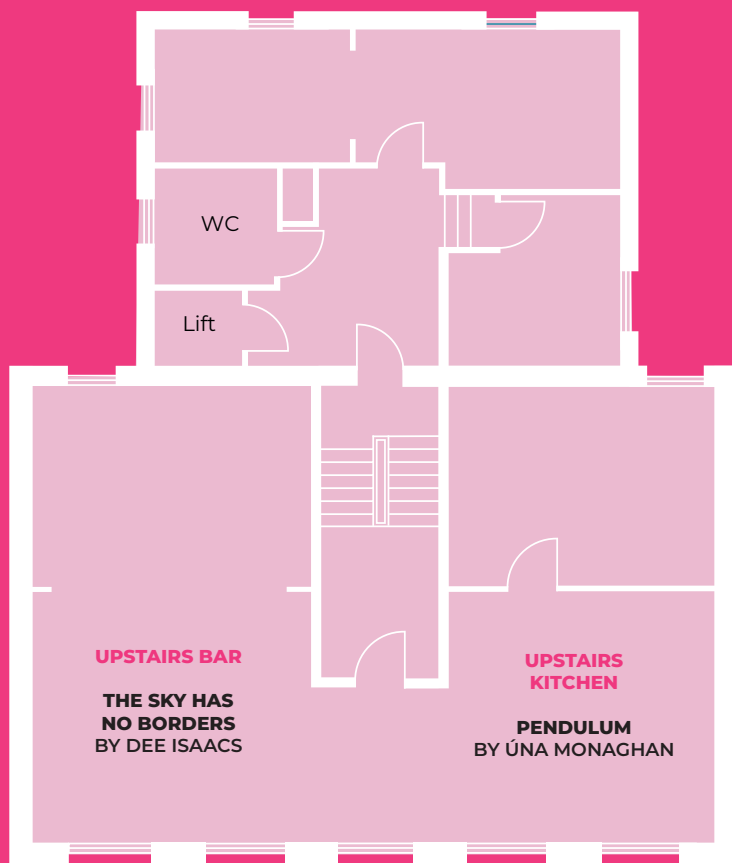 WC
Lift
UPSTAIRS BAR
THE SKY HAS
NO BORDERS
BY DEE ISAACS
UPSTAIRS
KITCHEN
PENDULUM
BY ÚNA MONAGHAN